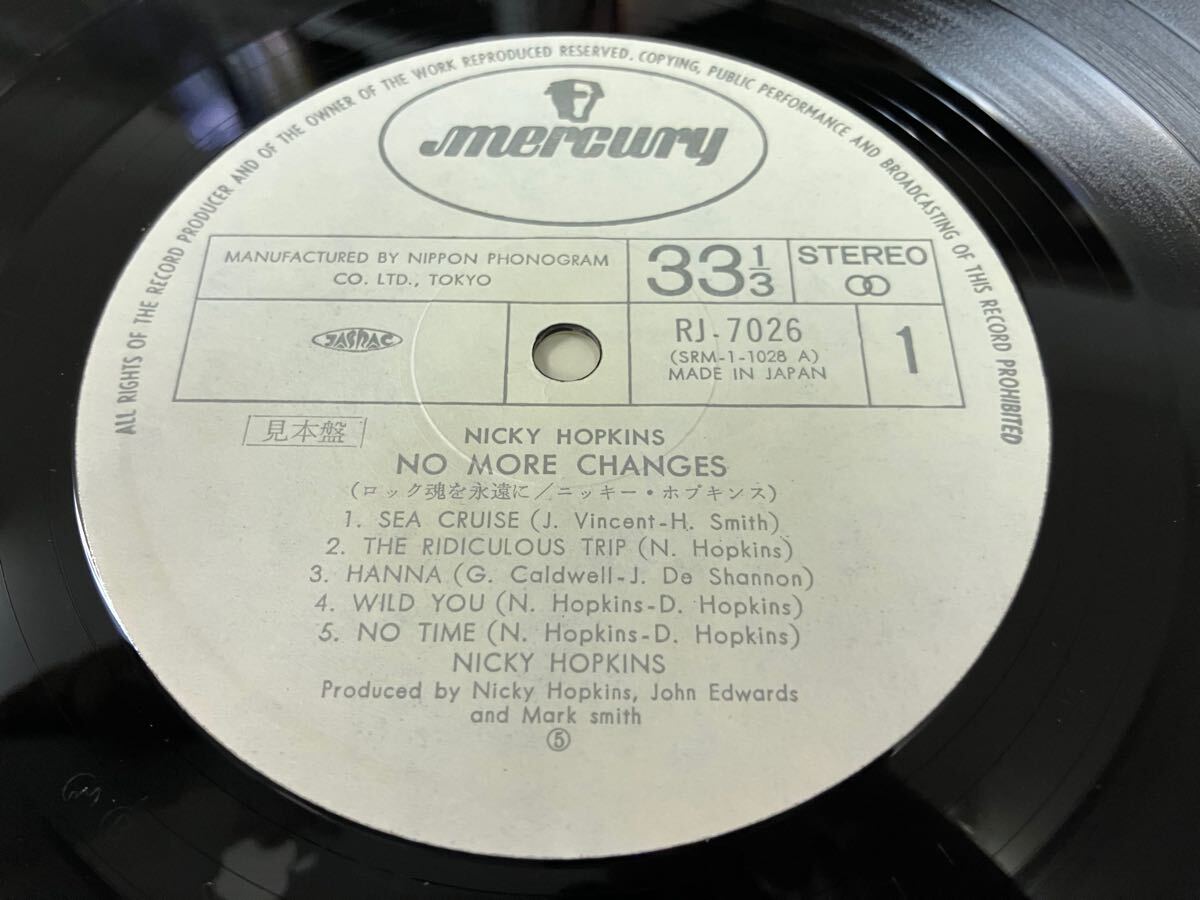 ALL RIGHTS OF THE RECORD PRODUCER AND OF THE OWNER OF THE WORK REPRODUCED RESERVED. COPYING, PUBLIC PERFORMANCE AND BROADCASTING OF THIS RECORD PROHIBITED
mercury
MANUFACTURED BY NIPPON PHONOGRAM
CO. LTD., TOKYO
33 1/3
STEREO
JASRAC
RJ-7026
(SRM-1-1028 A)
MADE IN JAPAN
1
見本盤
NICKY HOPKINS
NO MORE CHANGES
(ロック魂を永遠に/ニッキー・ホプキンス)
1. SEA CRUISE (J. Vincent-H. Smith)
2. THE RIDICULOUS TRIP (N. Hopkins)
3. HANNA (G. Caldwell-J. De Shannon)
4. WILD YOU (N. Hopkins-D. Hopkins)
5. NO TIME (N. Hopkins-D. Hopkins)
NICKY HOPKINS
Produced by Nicky Hopkins, John Edwards
and Mark smith
⑤